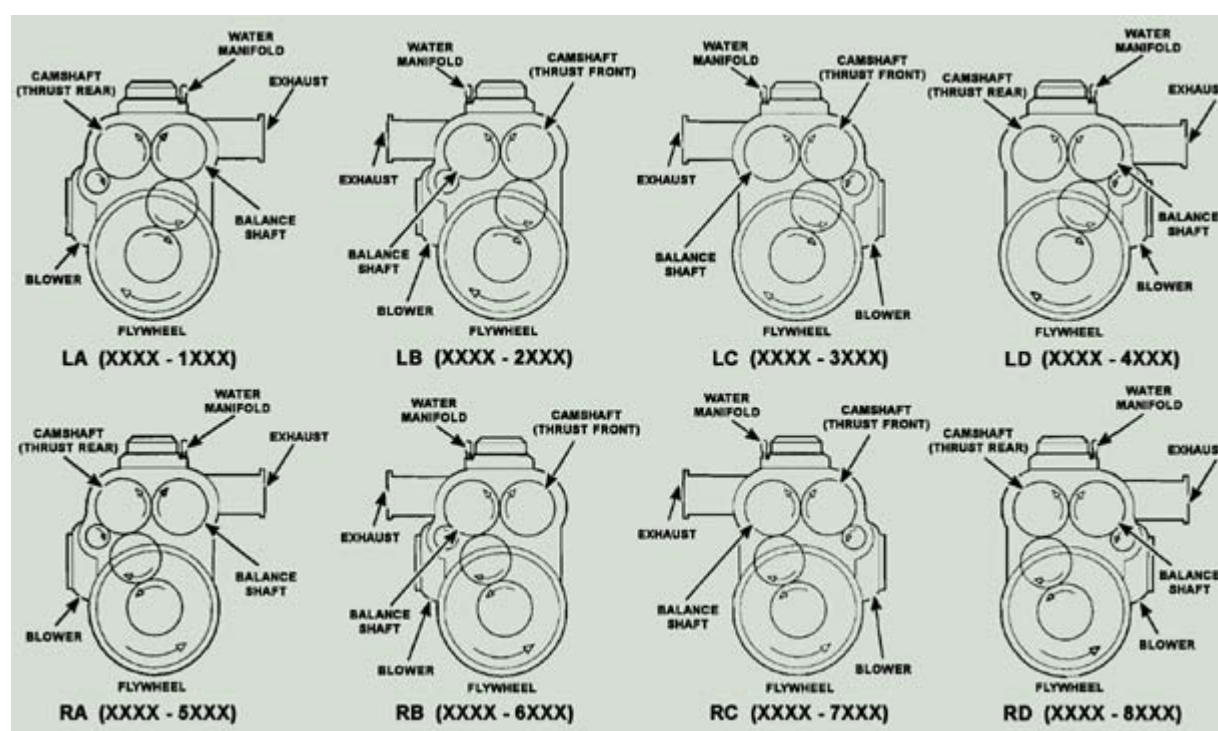 WATER
MANIFOLD
CAMSHAFT
(THRUST REAR)
EXHAUST
BALANCE
SHAFT
BLOWER
FLYWHEEL
LA (XXXX - 1XXX)
WATER
MANIFOLD
CAMSHAFT
(THRUST FRONT)
EXHAUST
BALANCE
SHAFT
BLOWER
FLYWHEEL
LB (XXXX - 2XXX)
WATER
MANIFOLD
CAMSHAFT
(THRUST FRONT)
EXHAUST
BALANCE
SHAFT
BLOWER
FLYWHEEL
LC (XXXX - 3XXX)
WATER
MANIFOLD
CAMSHAFT
(THRUST REAR)
EXHAUS
BALANCE
SHAFT
BLOWER
FLYWHEEL
LD (XXXX - 4XXX)
WATER
MANIFOLD
CAMSHAFT
(THRUST REAR)
EXHAUST
BALANCE
SHAFT
BLOWER
FLYWHEEL
RA (XXXX - 5XXX)
WATER
MANIFOLD
CAMSHAFT
(THRUST FRONT)
EXHAUST
BALANCE
SHAFT
BLOWER
FLYWHEEL
RB (XXXX - 6XXX)
WATER
MANIFOLD
CAMSHAFT
(THRUST FRONT)
EXHAUST
BALANCE
SHAFT
BLOWER
FLYWHEEL
RC (XXXX - 7XXX)
WATER
MANIFOLD
CAMSHAFT
(THRUST REAR)
EXHAUS
BALANCE
SHAFT
BLOWER
FLYWHEEL
RD (XXXX - 8XXX)